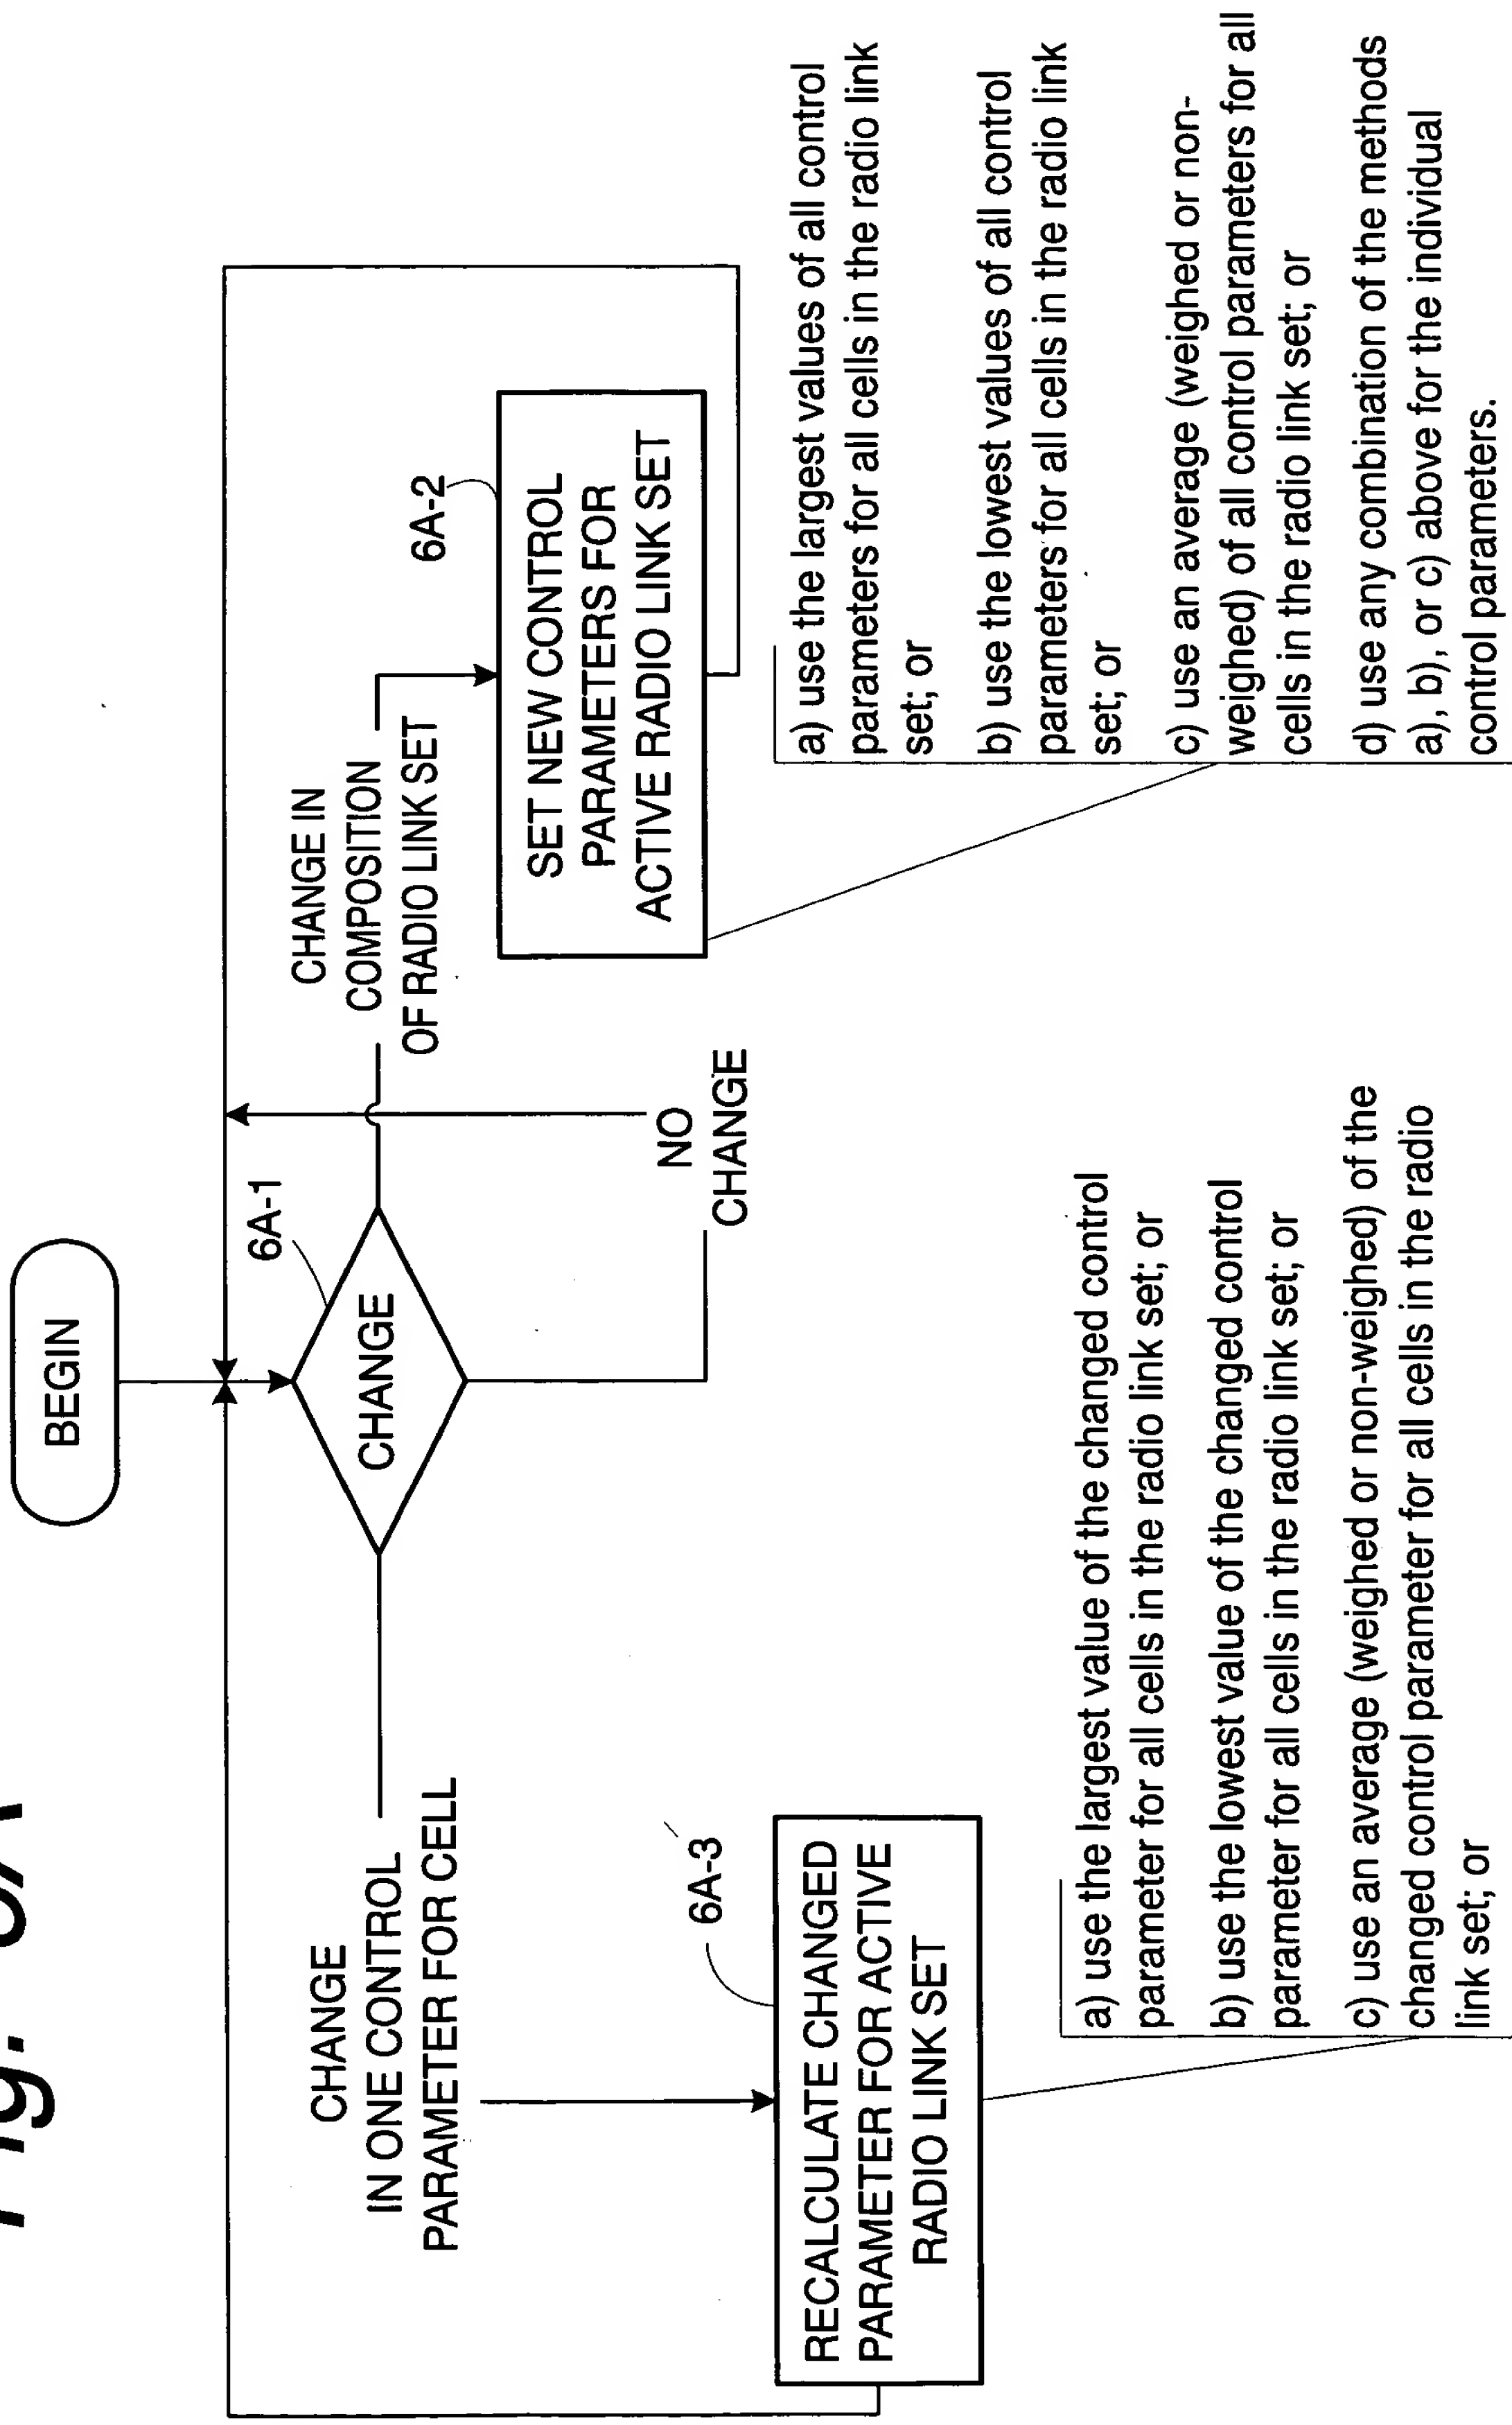 Fig. 6A
BEGIN
6A-1
CHANGE
CHANGE
IN ONE CONTROL
PARAMETER FOR CELL
CHANGE IN
COMPOSITION
OF RADIO LINK SET
NO
CHANGE
6A-2
SET NEW CONTROL
PARAMETERS FOR
ACTIVE RADIO LINK SET
6A-3
RECALCULATE CHANGED
PARAMETER FOR ACTIVE
RADIO LINK SET
a) use the largest values of all control
parameters for all cells in the radio link
set; or
b) use the lowest values of all control
parameters for all cells in the radio link
set; or
c) use an average (weighed or non-
weighed) of all control parameters for all
cells in the radio link set; or
d) use any combination of the methods
a), b), or c) above for the individual
control parameters.
a) use the largest value of the changed control
parameter for all cells in the radio link set; or
b) use the lowest value of the changed control
parameter for all cells in the radio link set; or
c) use an average (weighed or non-weighed) of the
changed control parameter for all cells in the radio
link set; or